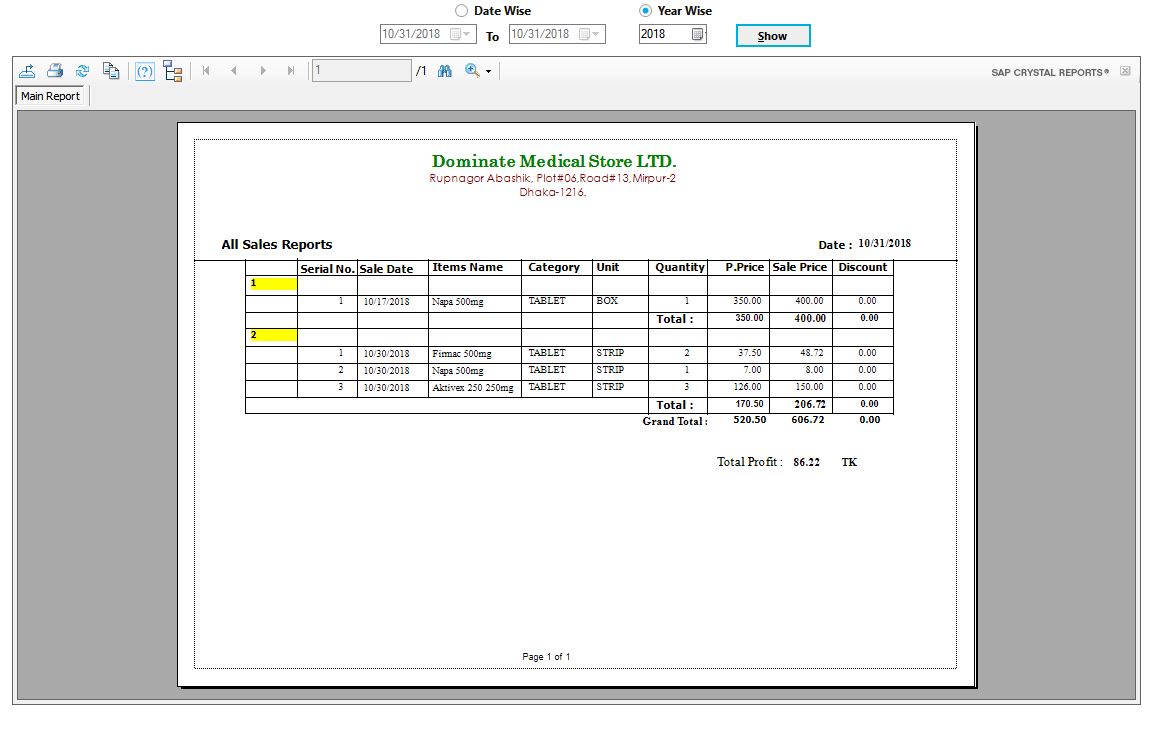 Date Wise Year Wise
10/31/2018 To 10/31/2018 2018 Show
1 /1 SAP CRYSTAL REPORTS®
Main Report
Dominate Medical Store LTD.
Rupnagor Abashik, Plot#06,Road#13,Mirpur-2
Dhaka-1216.
All Sales Reports Date : 10/31/2018
Serial No. Sale Date Items Name Category Unit Quantity P.Price Sale Price Discount
1
1 10/17/2018 Napa 500mg TABLET BOX 1 350.00 400.00 0.00
Total : 350.00 400.00 0.00
2
1 10/30/2018 Firmac 500mg TABLET STRIP 2 37.50 48.72 0.00
2 10/30/2018 Napa 500mg TABLET STRIP 1 7.00 8.00 0.00
3 10/30/2018 Aktivex 250 250mg TABLET STRIP 3 126.00 150.00 0.00
Total : 170.50 206.72 0.00
Grand Total : 520.50 606.72 0.00
Total Profit : 86.22 TK
Page 1 of 1